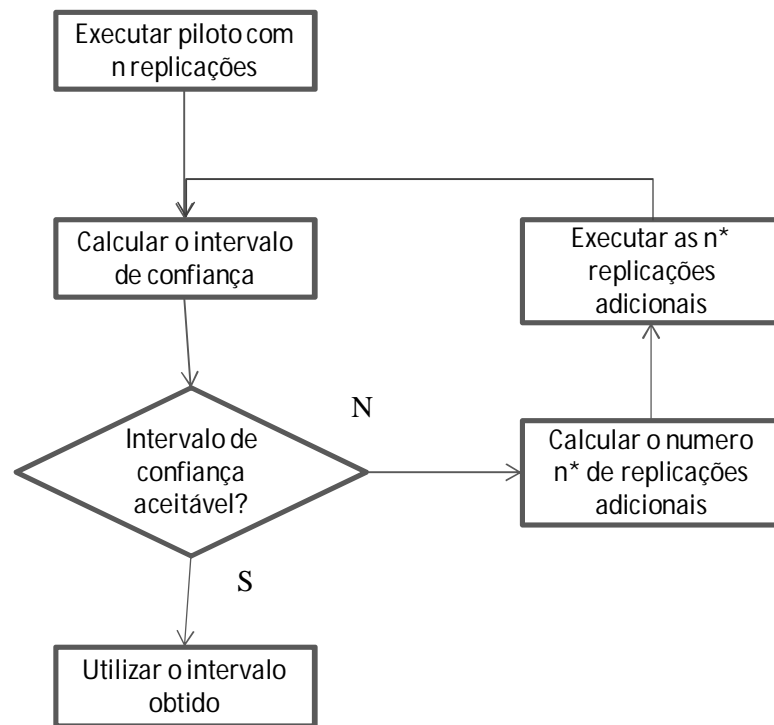 Executar piloto com
n replicações
Calcular o intervalo
de confiança
Executar as n*
replicações
adicionais
N
Intervalo de
confiança
aceitável?
Calcular o numero
n* de replicações
adicionais
S
Utilizar o intervalo
obtido